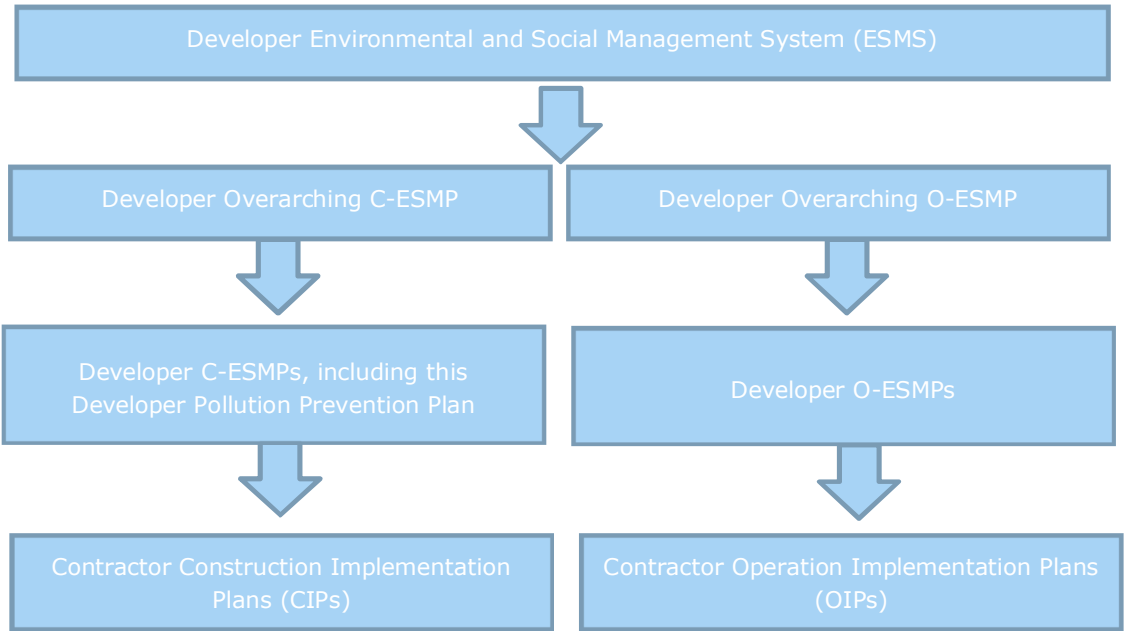 Developer Environmental and Social Management System (ESMS)
Developer Overarching C-ESMP
Developer Overarching O-ESMP
Developer C-ESMPs, including this
Developer Pollution Prevention Plan
Developer O-ESMPs
Contractor Construction Implementation
Plans (CIPs)
Contractor Operation Implementation Plans
(OIPs)